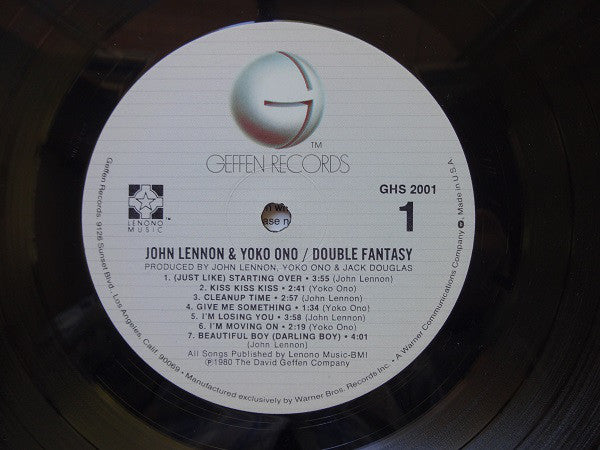 TM
GEFFEN RECORDS
GHS 2001
1
LENONO
MUSIC
TM
ase n
JOHN LENNON & YOKO ONO / DOUBLE FANTASY
PRODUCED BY JOHN LENNON, YOKO ONO & JACK DOUGLAS
1. (JUST LIKE) STARTING OVER • 3:55 (John Lennon)
2. KISS KISS KISS • 2:41 (Yoko Ono)
3. CLEANUP TIME • 2:57 (John Lennon)
4. GIVE ME SOMETHING • 1:34 (Yoko Ono)
5. I'M LOSING YOU • 3:58 (John Lennon)
6. I'M MOVING ON • 2:19 (Yoko Ono)
7. BEAUTIFUL BOY (DARLING BOY) • 4:01
(John Lennon)
All Songs Published by Lenono Music-BMI
℗1980 The David Geffen Company
Geffen Records, 9126 Sunset Blvd., Los Angeles, Calif. 90069 • Manufactured exclusively by Warner Bros. Records Inc. • A Warner Communications Company • Made in U.S.A.